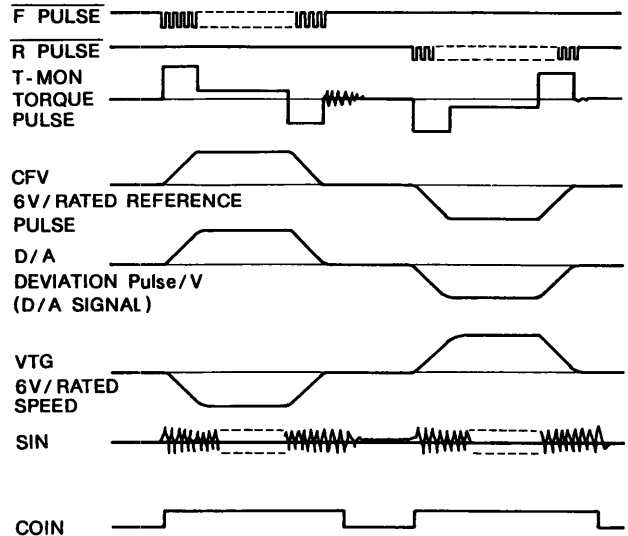 F PULSE
R PULSE
T-MON
TORQUE
PULSE
CFV
6V/RATED REFERENCE
PULSE
D/A
DEVIATION Pulse/V
(D/A SIGNAL)
VTG
6V/RATED
SPEED
SIN
COIN